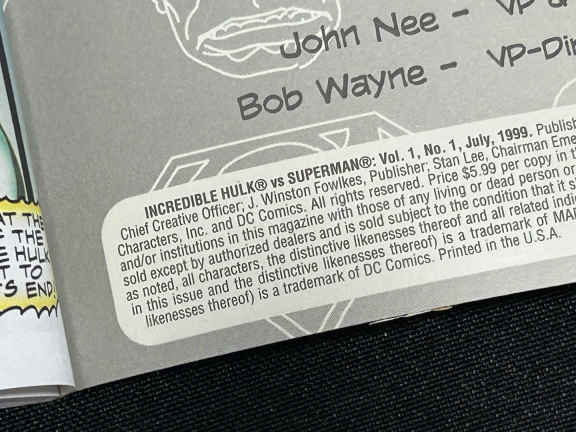 John Nee - VP &
Bob Wayne - VP-Dir
INCREDIBLE HULK® vs SUPERMAN®: Vol. 1, No. 1, July, 1999. Publish
Chief Creative Officer; J. Winston Fowlkes, Publisher; Stan Lee, Chairman Eme
Characters, Inc. and DC Comics. All rights reserved. Price $5.99 per copy in t
and/or institutions in this magazine with those of any living or dead person or
sold except by authorized dealers and is sold subject to the condition that it s
as noted, all characters, the distinctive likenesses thereof and all related indi
in this issue and the distinctive likenesses thereof) is a trademark of MA
likenesses thereof) is a trademark of DC Comics. Printed in the U.S.A.
AT THE
THE
HULK
TO
END.